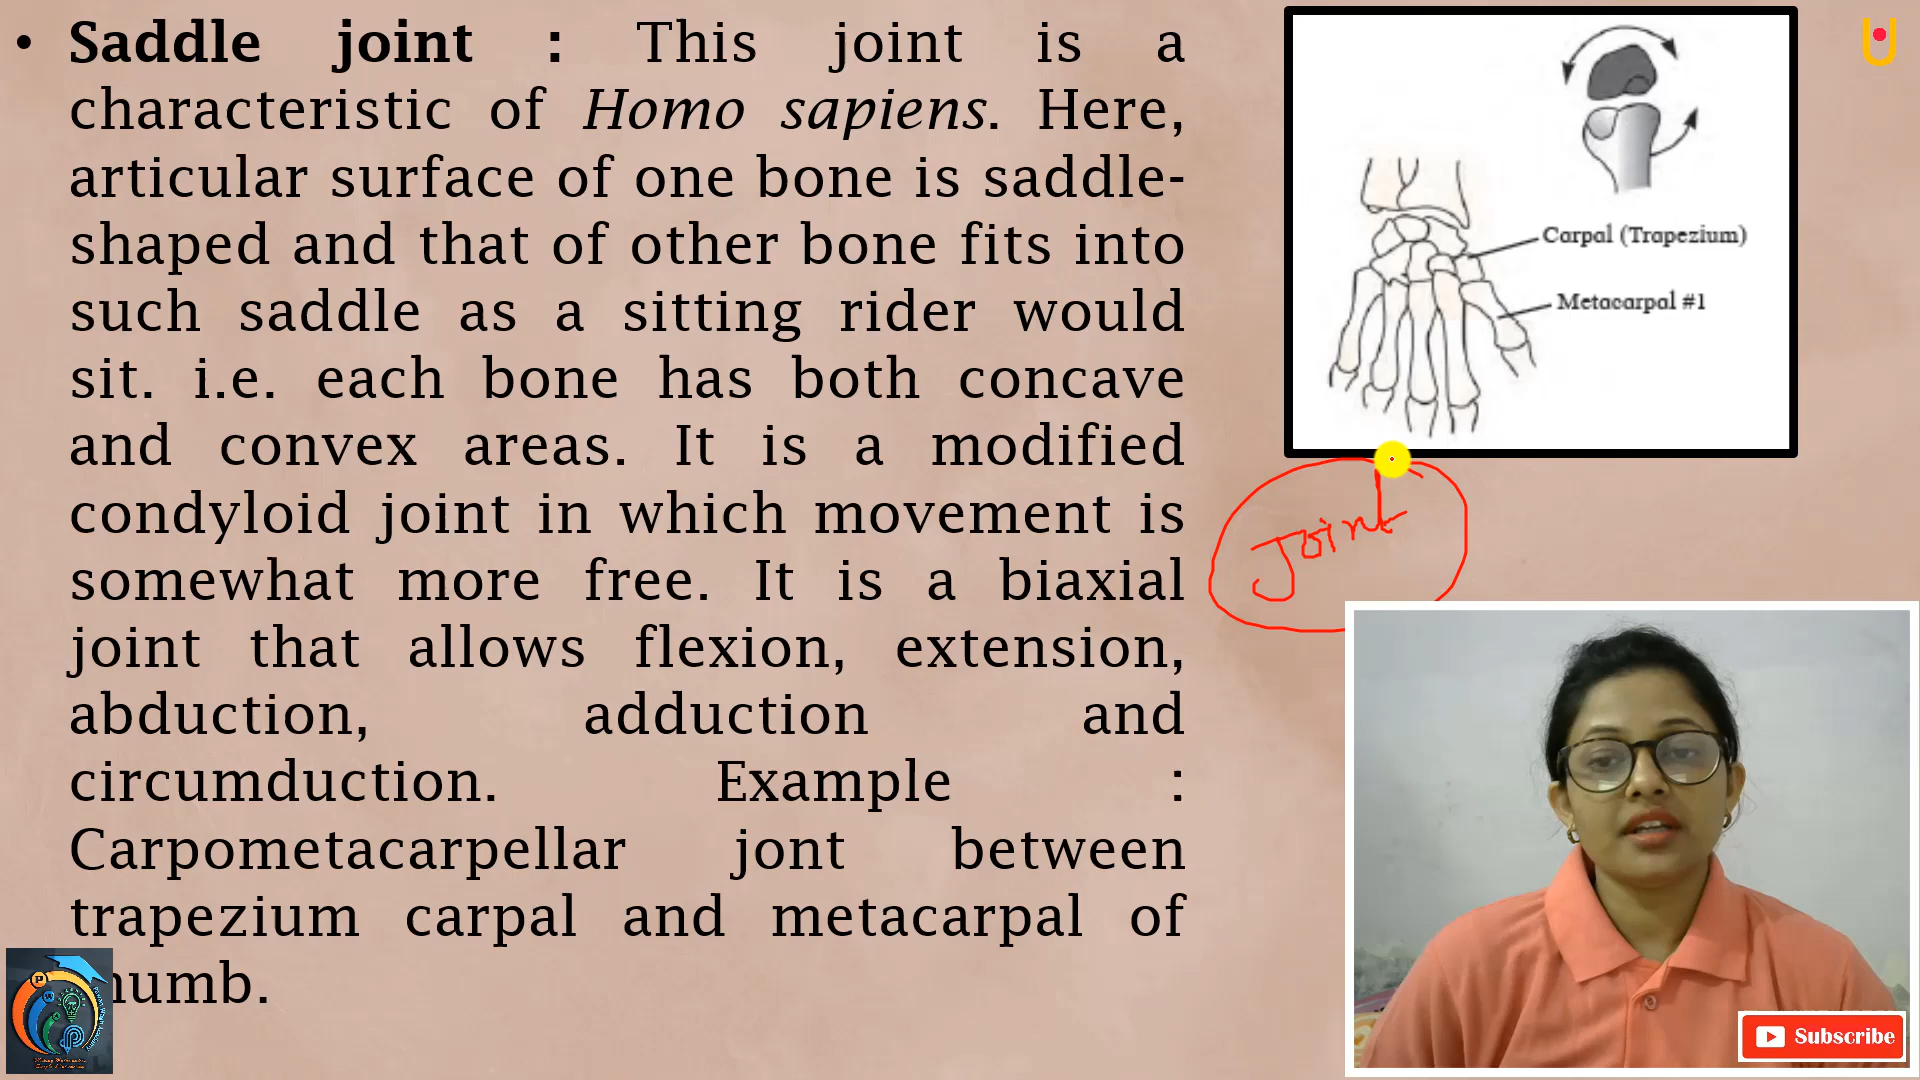 • Saddle joint : This joint is a
characteristic of Homo sapiens. Here,
articular surface of one bone is saddle-
shaped and that of other bone fits into
such saddle as a sitting rider would
sit. i.e. each bone has both concave
and convex areas. It is a modified
condyloid joint in which movement is
somewhat more free. It is a biaxial
joint that allows flexion, extension,
abduction, adduction and
circumduction. Example :
Carpometacarpellar jont between
trapezium carpal and metacarpal of
humb.
Carpal (Trapezium)
Metacarpal #1
Joint
Subscribe